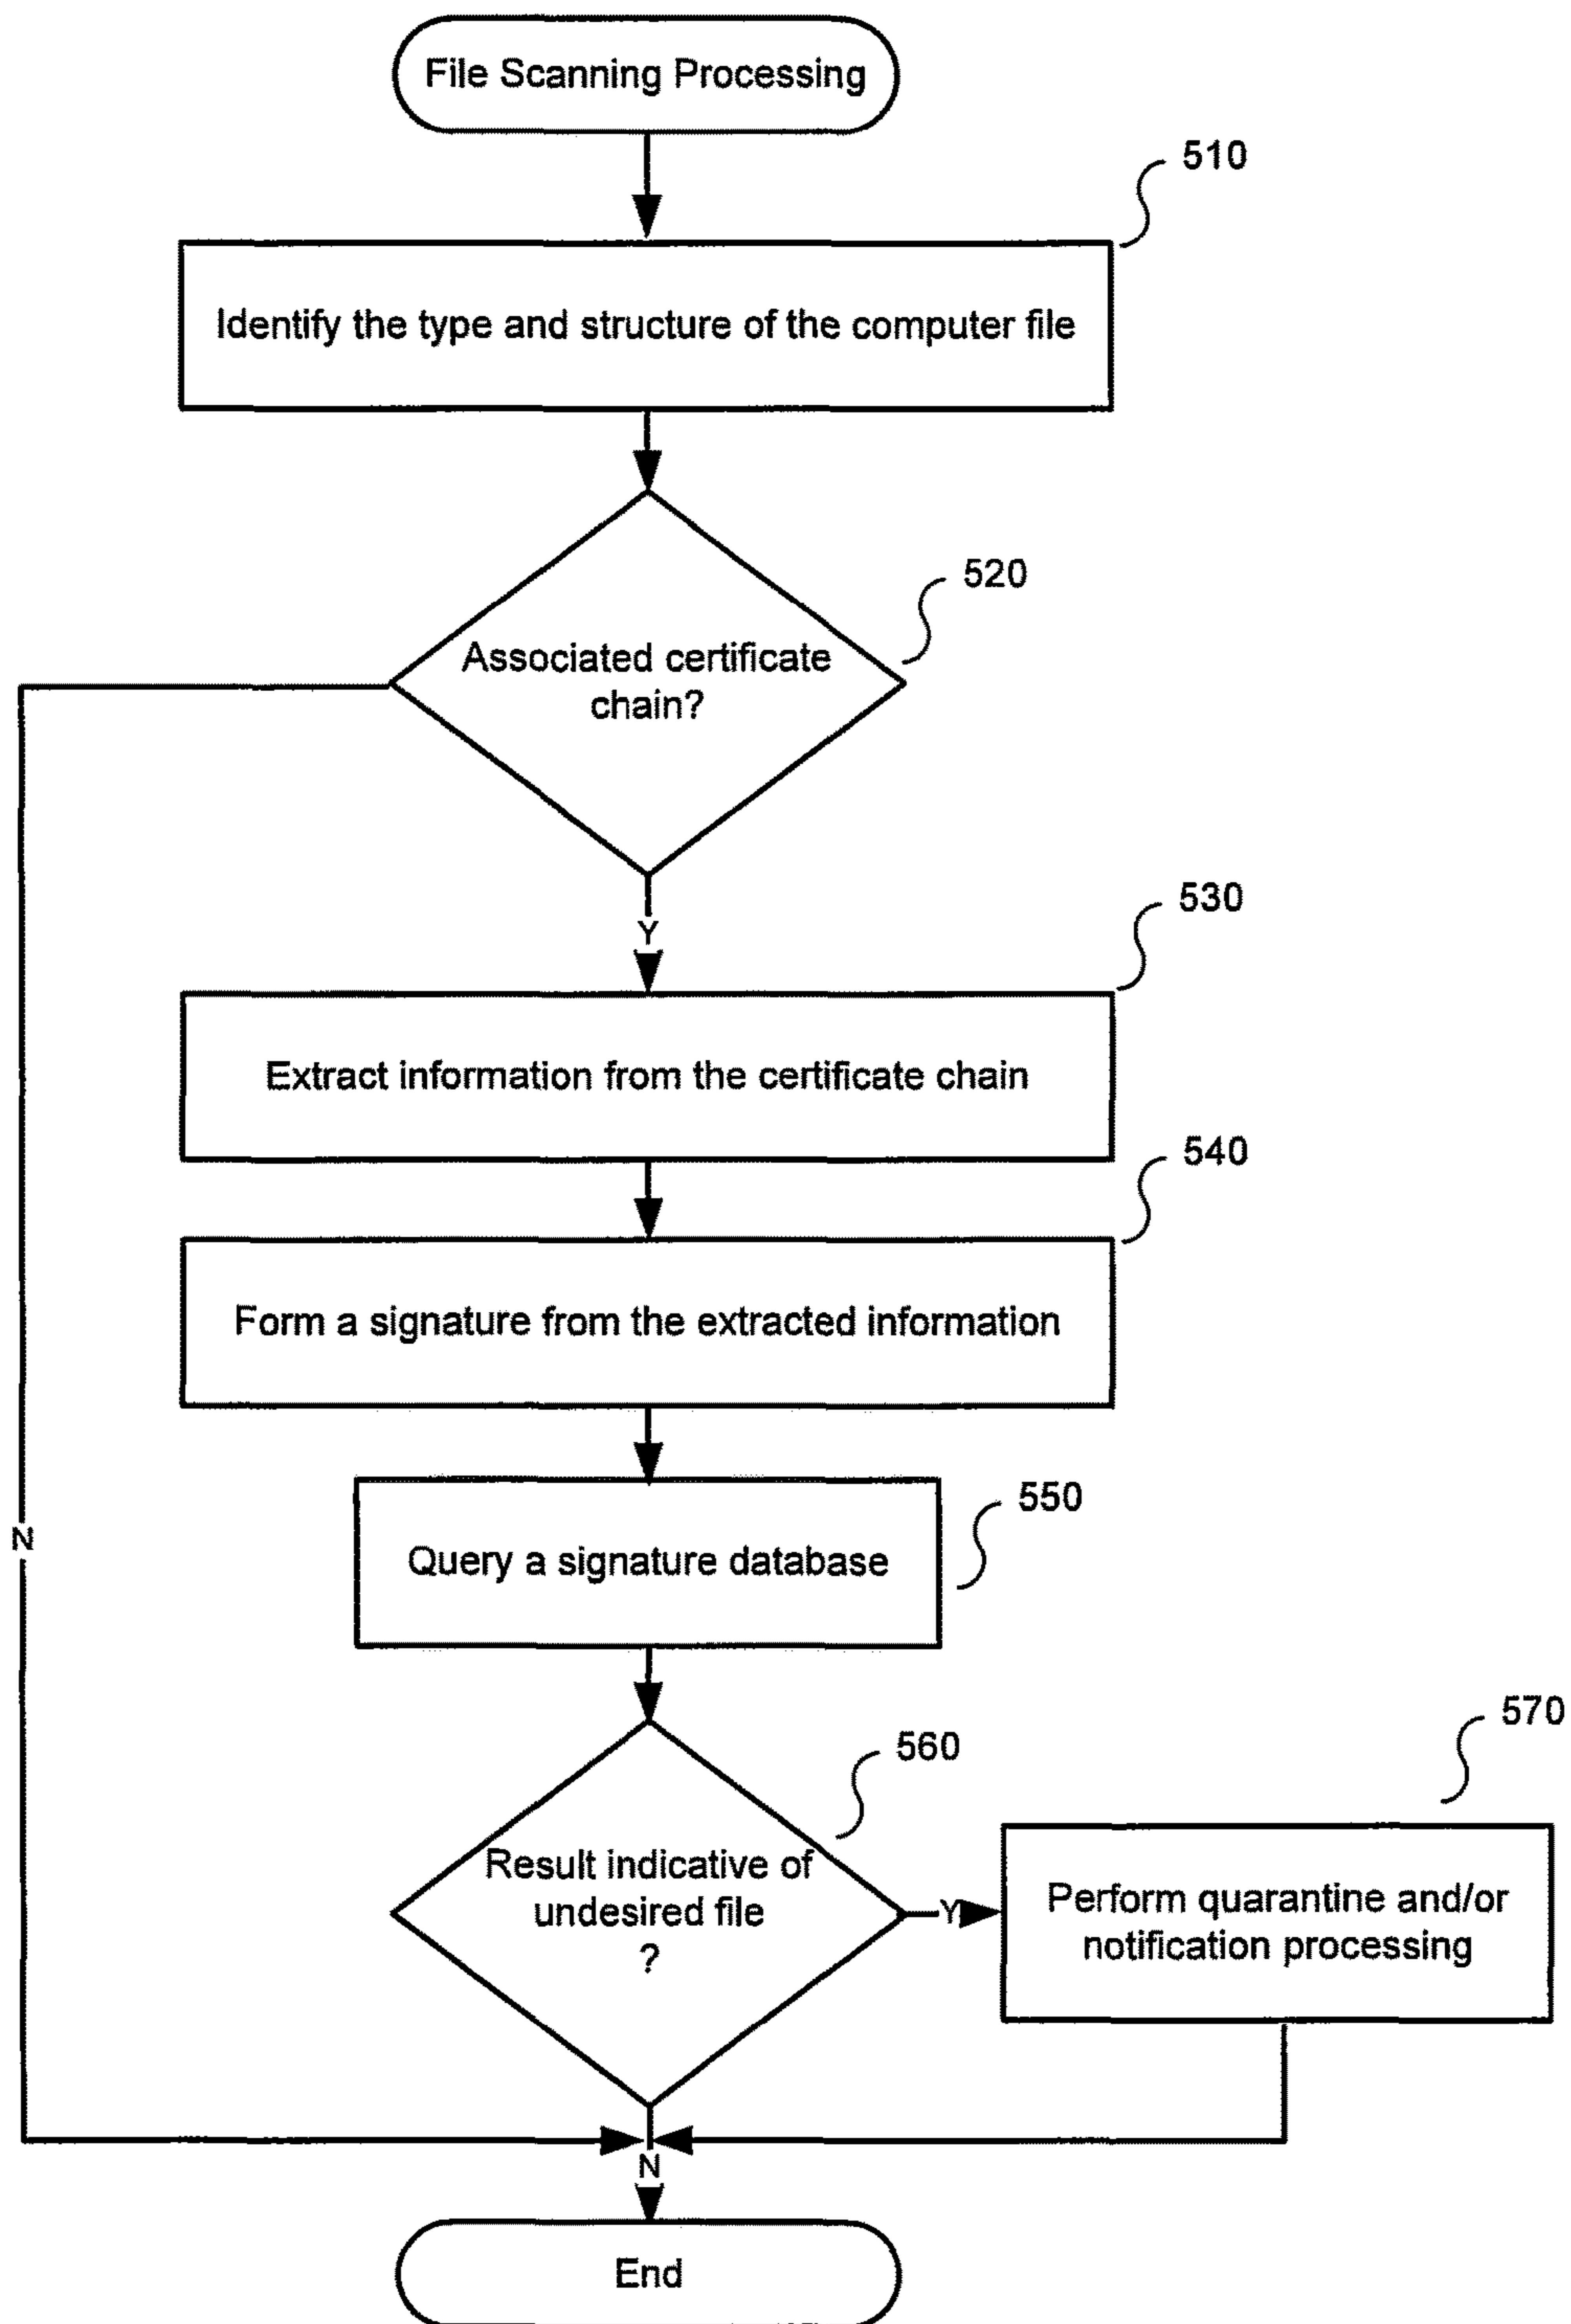 File Scanning Processing
510
Identify the type and structure of the computer file
520
Associated certificate
chain?
Y
530
Extract information from the certificate chain
540
Form a signature from the extracted information
N
550
Query a signature database
560
Result indicative of
undesired file
?
Y
570
Perform quarantine and/or
notification processing
N
End